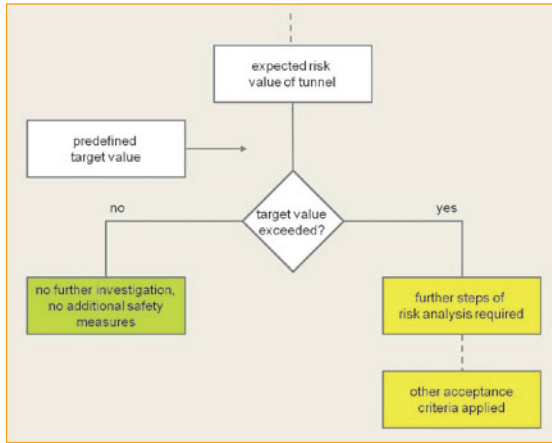 expected risk
value of tunnel
predefined
target value
no
target value
exceeded?
yes
no further investigation,
no additional safety
measures
further steps of
risk analysis required
other acceptance
criteria applied